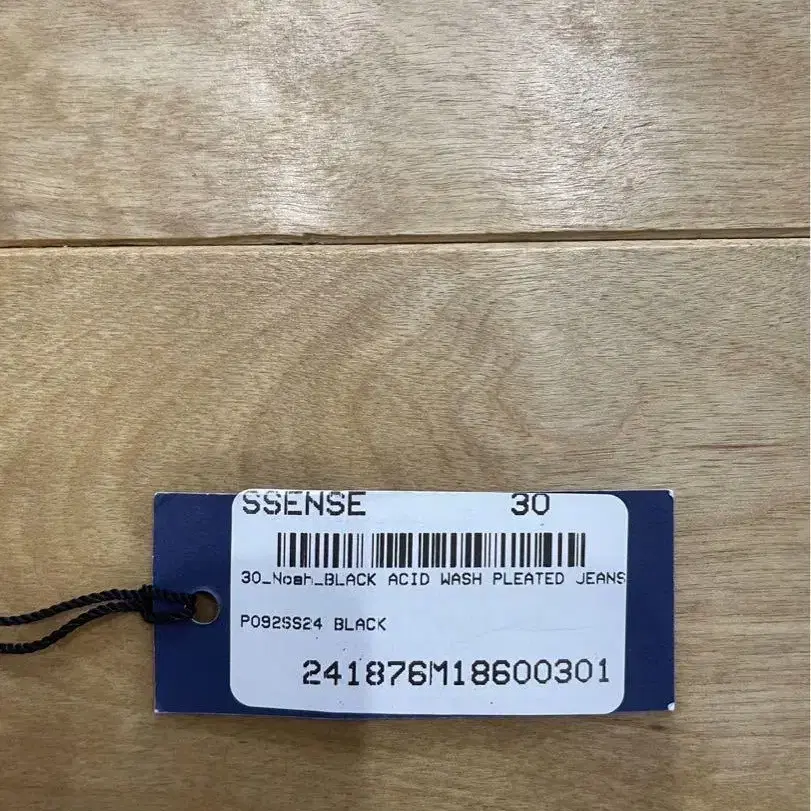 SSENSE 30
30_Noah_BLACK ACID WASH PLEATED JEANS
P092SS24 BLACK
241876M18600301